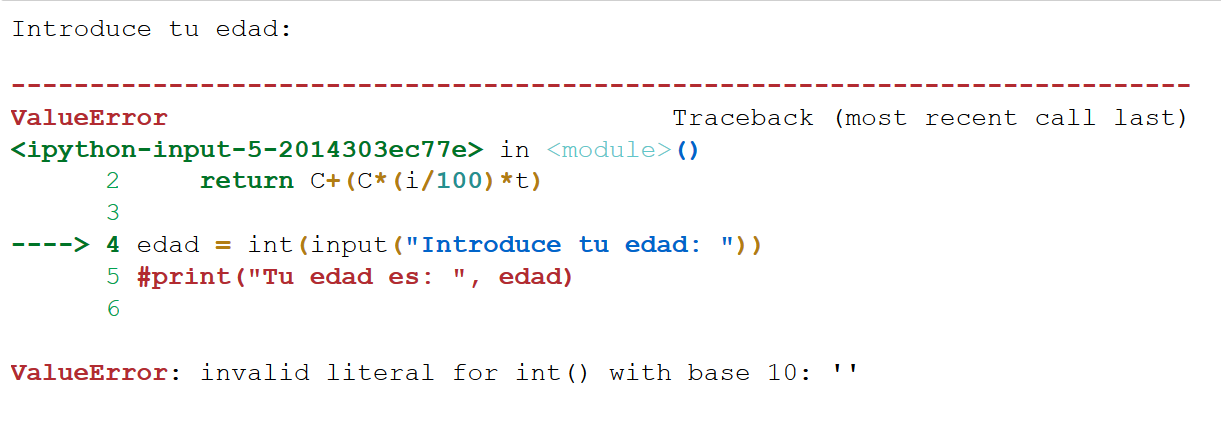 Introduce tu edad:
---------------------------------------------------------------------------
ValueError                                Traceback (most recent call last)
<ipython-input-5-2014303ec77e> in <module>()
      2     return C+(C*(i/100)*t)
      3
----> 4 edad = int(input("Introduce tu edad: "))
      5 #print("Tu edad es: ", edad)
      6
ValueError: invalid literal for int() with base 10: ''